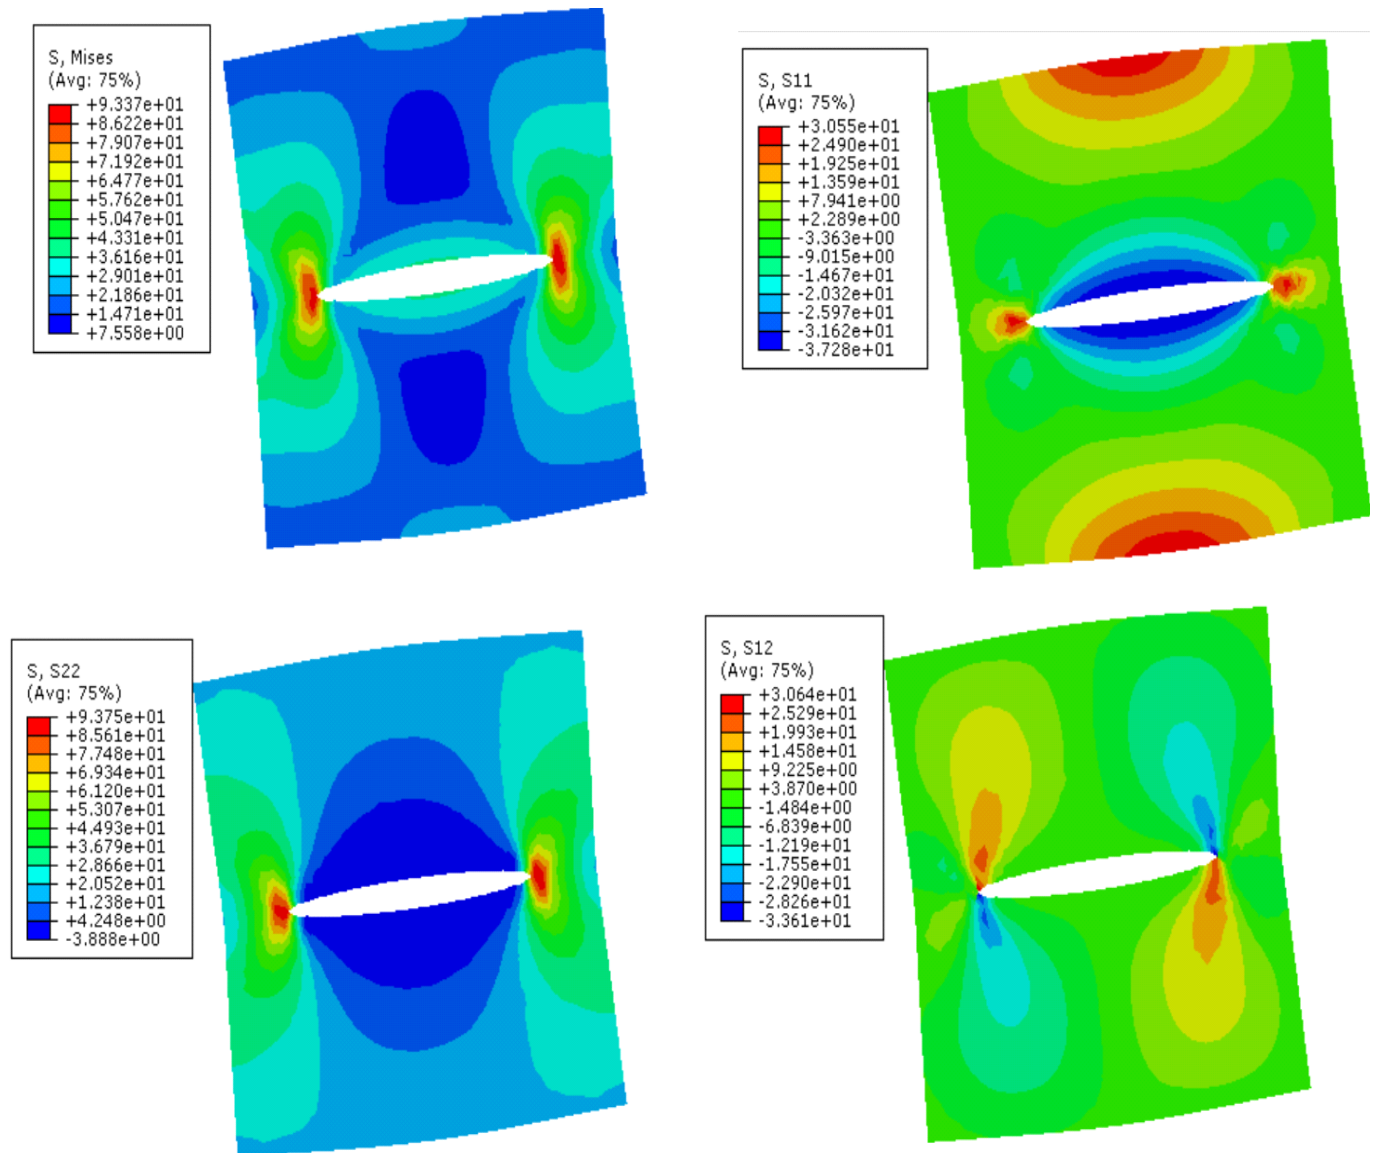 S, Mises
(Avg: 75%)
+9.337e+01
+8.622e+01
+7.907e+01
+7.192e+01
+6.477e+01
+5.762e+01
+5.047e+01
+4.331e+01
+3.616e+01
+2.901e+01
+2.186e+01
+1.471e+01
+7.558e+00
S, S11
(Avg: 75%)
+3.055e+01
+2.490e+01
+1.925e+01
+1.359e+01
+7.941e+00
+2.289e+00
-3.363e+00
-9.015e+00
-1.467e+01
-2.032e+01
-2.597e+01
-3.162e+01
-3.728e+01
S, S22
(Avg: 75%)
+9.375e+01
+8.561e+01
+7.748e+01
+6.934e+01
+6.120e+01
+5.307e+01
+4.493e+01
+3.679e+01
+2.866e+01
+2.052e+01
+1.238e+01
+4.248e+00
-3.888e+00
S, S12
(Avg: 75%)
+3.064e+01
+2.529e+01
+1.993e+01
+1.458e+01
+9.225e+00
+3.870e+00
-1.484e+00
-6.839e+00
-1.219e+01
-1.755e+01
-2.290e+01
-2.826e+01
-3.361e+01